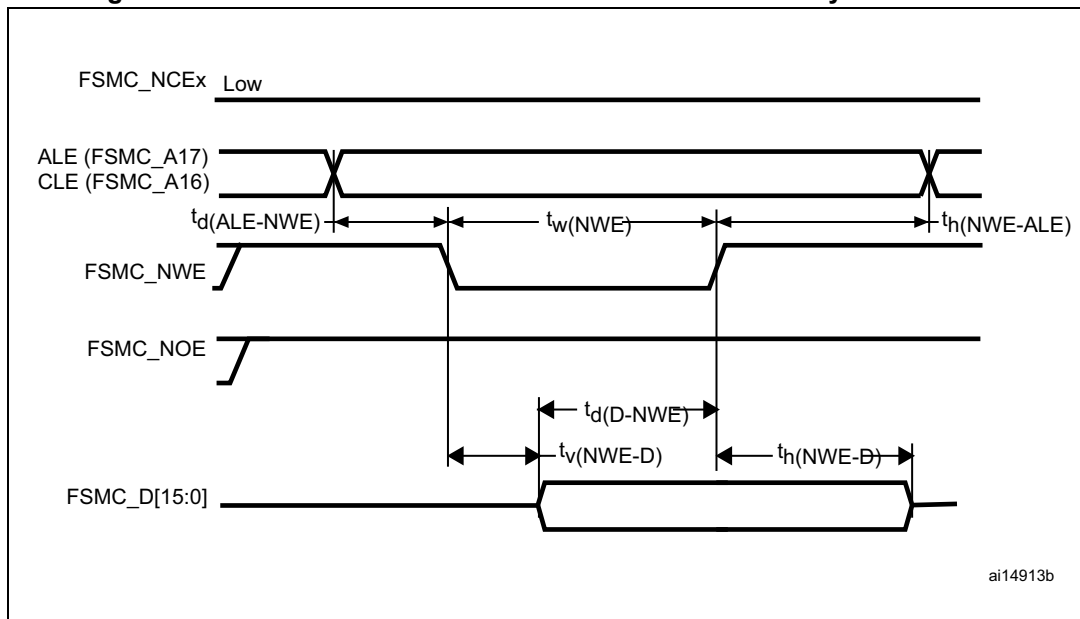 FSMC_NCEx Low
ALE (FSMC_A17)
CLE (FSMC_A16)
td(ALE-NWE) tw(NWE) th(NWE-ALE)
FSMC_NWE
FSMC_NOE
td(D-NWE)
tv(NWE-D) th(NWE-D)
FSMC_D[15:0]
ai14913b